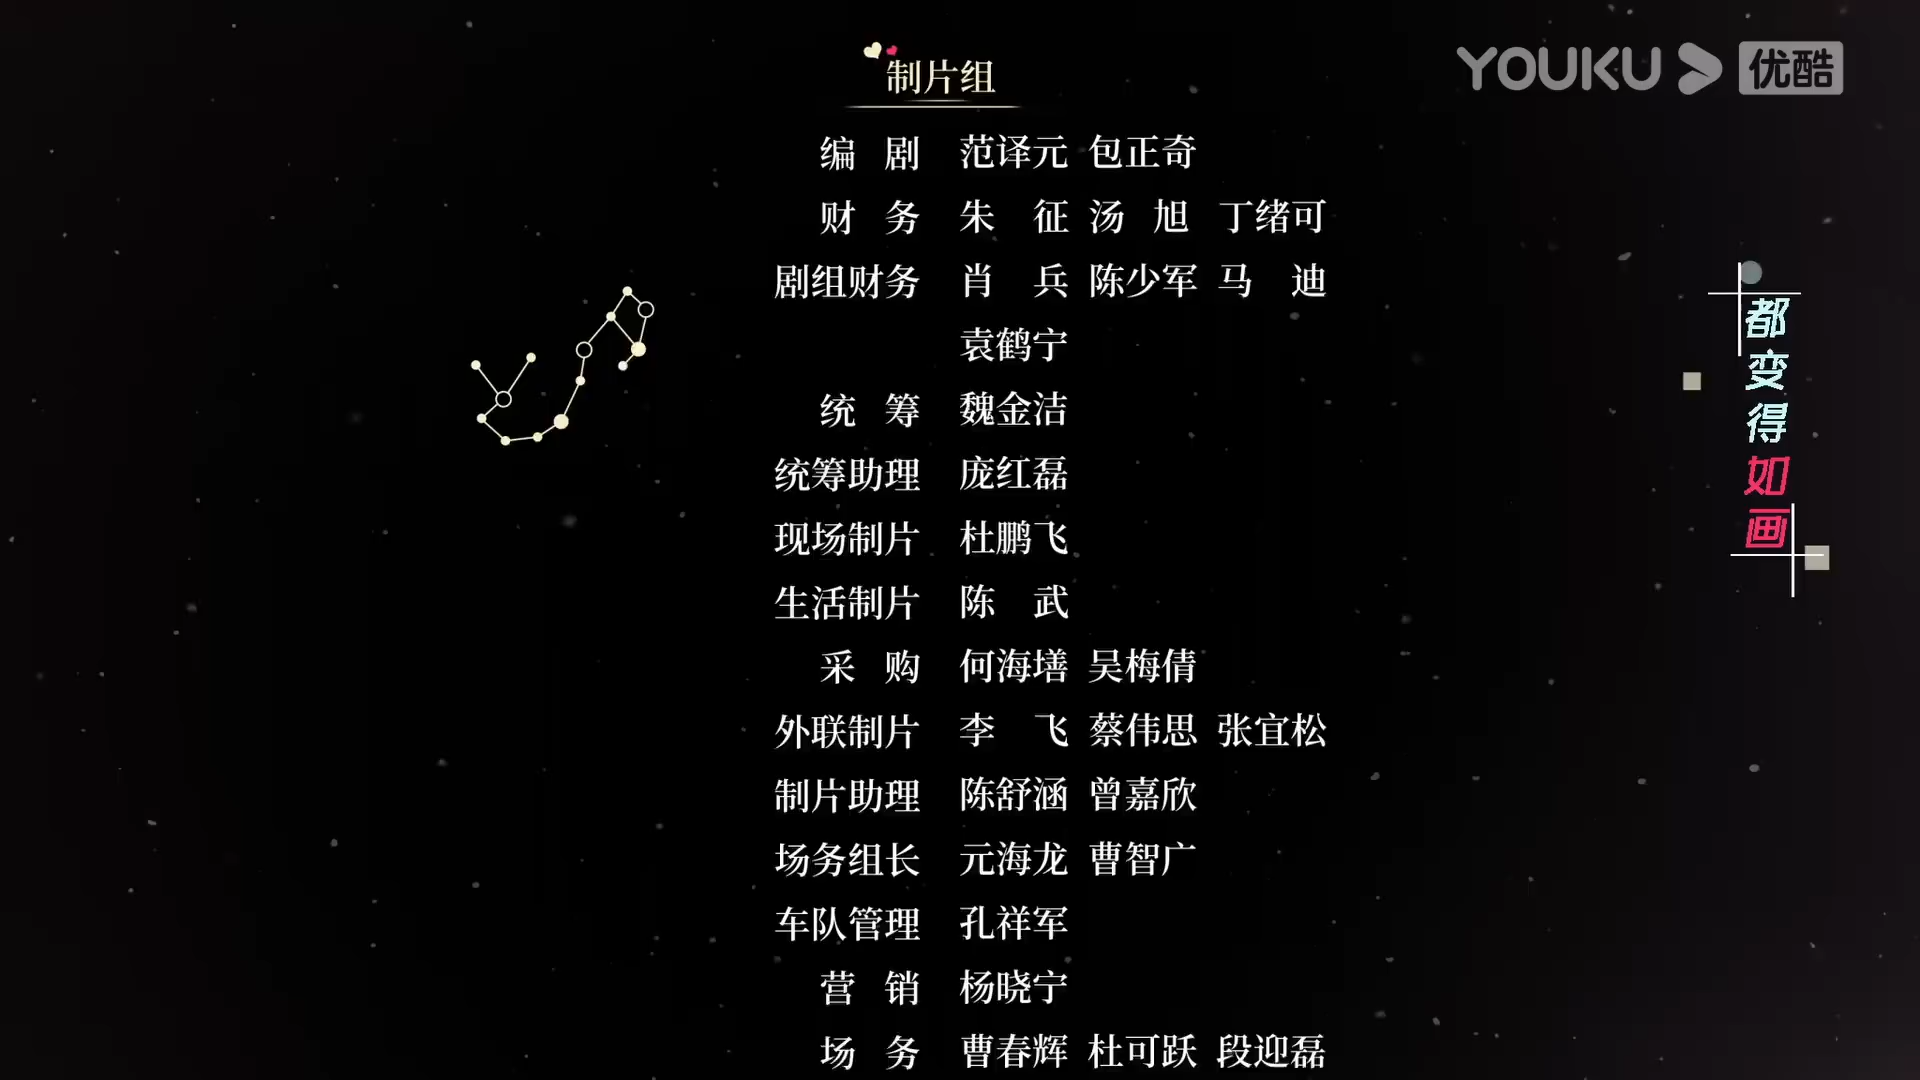 制片组
YOUKU 优酷
编 剧 范译元 包正奇
财 务 朱 征 汤 旭 丁绪可
剧组财务 肖 兵 陈少军 马 迪
袁鹤宁
统 筹 魏金洁
统筹助理 庞红磊
现场制片 杜鹏飞
生活制片 陈 武
采 购 何海墡 吴梅倩
外联制片 李 飞 蔡伟思 张宜松
制片助理 陈舒涵 曾嘉欣
场务组长 元海龙 曹智广
车队管理 孔祥军
营 销 杨晓宁
场 务 曹春辉 杜可跃 段迎磊
都变得如画